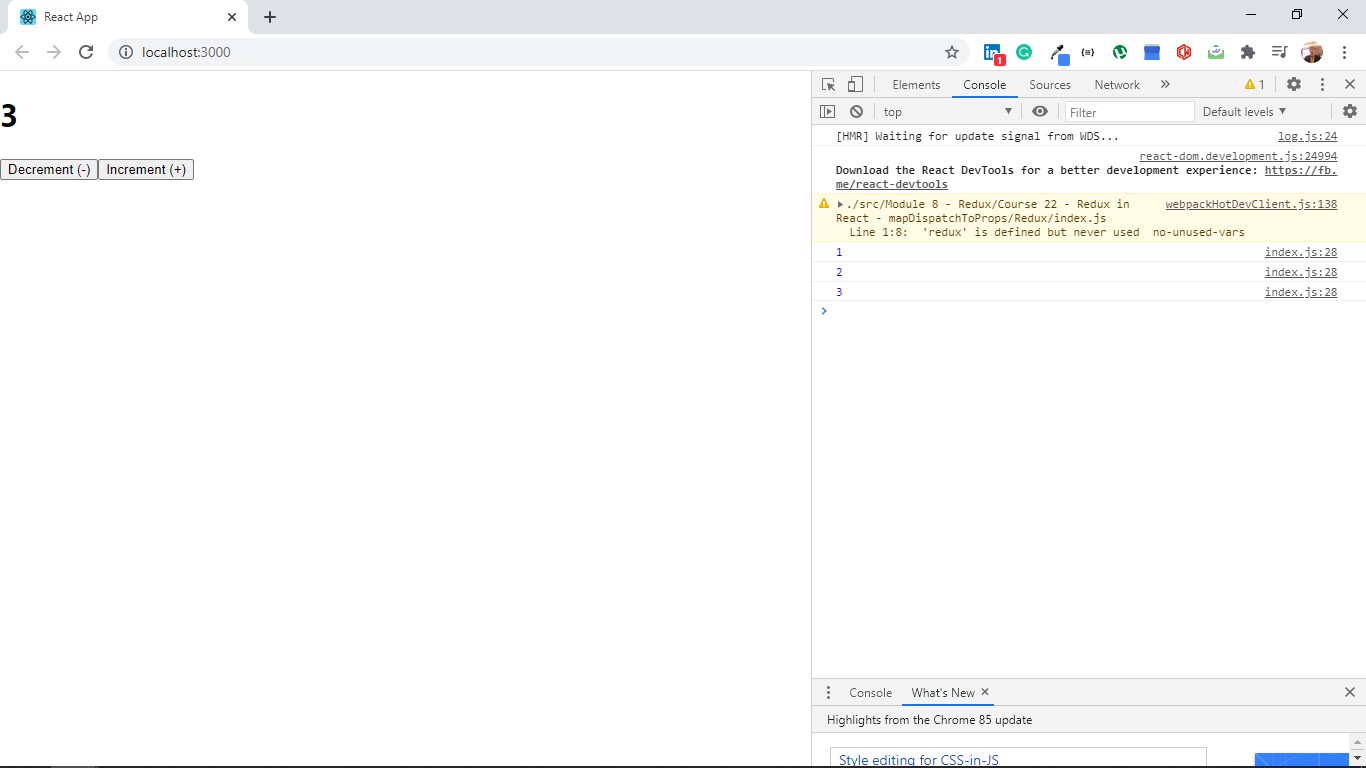 React App
localhost:3000
1
3
Decrement (-) Increment (+)
Elements Console Sources Network » 1
top Filter Default levels
[HMR] Waiting for update signal from WDS... log.js:24
react-dom.development.js:24994
Download the React DevTools for a better development experience: https://fb.
me/react-devtools
./src/Module 8 - Redux/Course 22 - Redux in webpackHotDevClient.js:138
React - mapDispatchToProps/Redux/index.js
Line 1:8: 'redux' is defined but never used no-unused-vars
1 index.js:28
2 index.js:28
3 index.js:28
Console What's New
Highlights from the Chrome 85 update
Style editing for CSS-in-JS